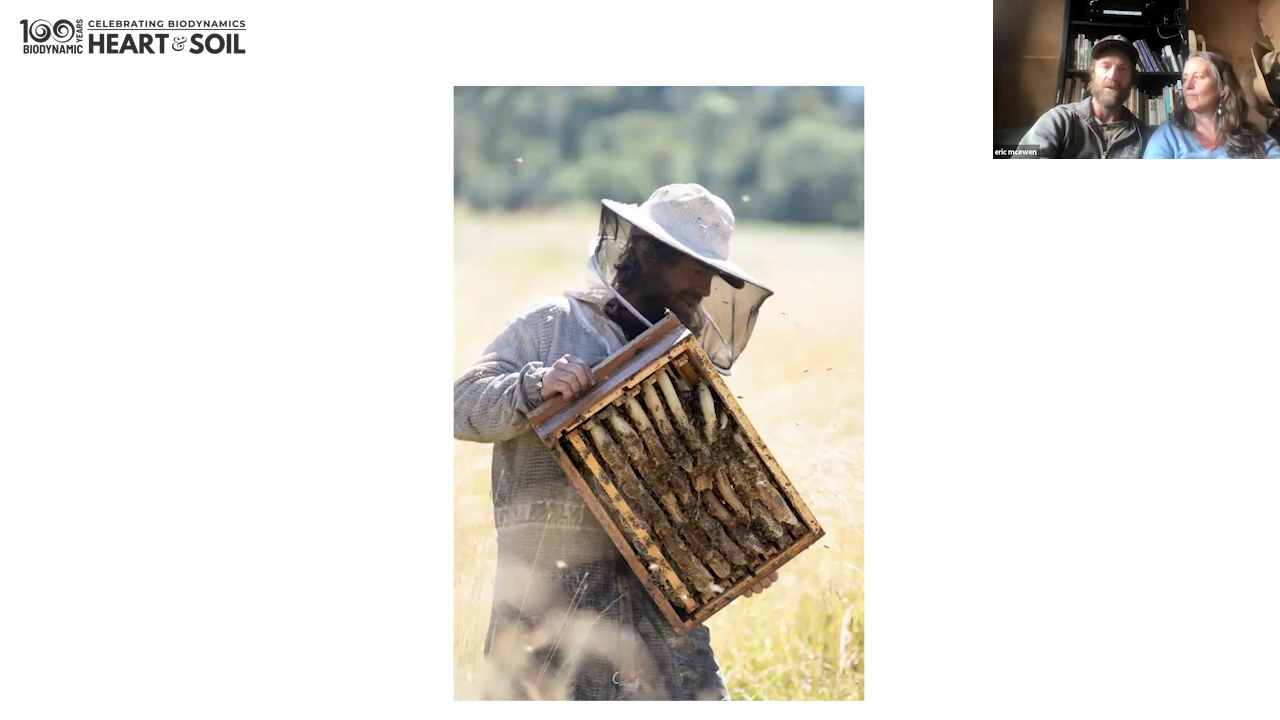 100 YEARS
BIODYNAMIC
CELEBRATING BIODYNAMICS
HEART & SOIL
eric mcewen